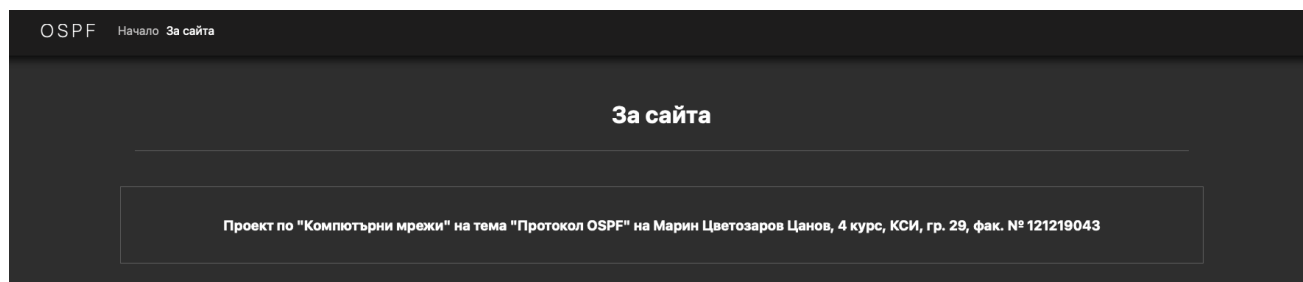 OSPF Начало За сайта
За сайта
Проект по "Компютърни мрежи" на тема "Протокол OSPF" на Марин Цветозаров Цанов, 4 курс, КСИ, гр. 29, фак. № 121219043